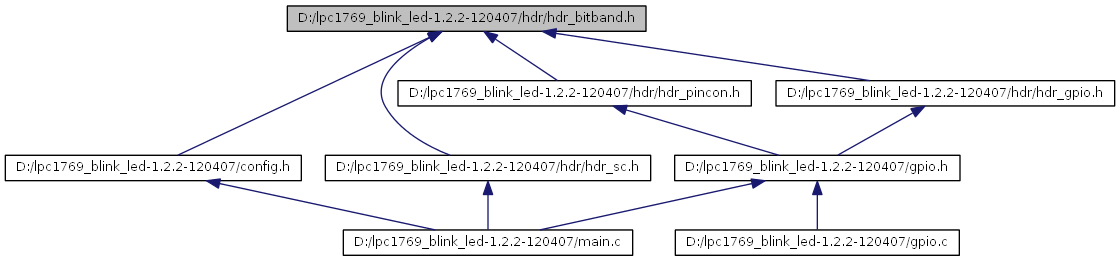 D:/lpc1769_blink_led-1.2.2-120407/hdr/hdr_bitband.h
D:/lpc1769_blink_led-1.2.2-120407/hdr/hdr_pincon.h
D:/lpc1769_blink_led-1.2.2-120407/hdr/hdr_gpio.h
D:/lpc1769_blink_led-1.2.2-120407/config.h
D:/lpc1769_blink_led-1.2.2-120407/hdr/hdr_sc.h
D:/lpc1769_blink_led-1.2.2-120407/gpio.h
D:/lpc1769_blink_led-1.2.2-120407/main.c
D:/lpc1769_blink_led-1.2.2-120407/gpio.c